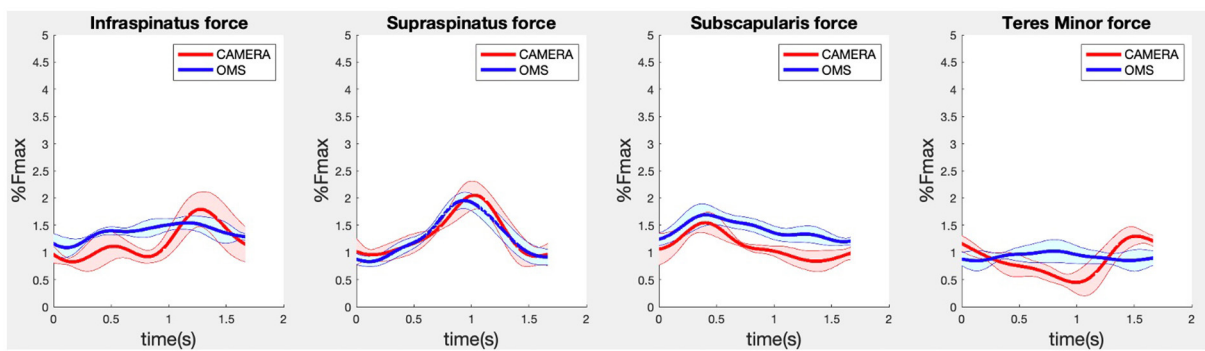 Infraspinatus force
5
4.5
4
3.5
3
2.5
2
1.5
1
0.5
0
%Fmax
CAMERA
OMS
0 0.5 1 1.5 2
time(s)
Supraspinatus force
5
4.5
4
3.5
3
2.5
2
1.5
1
0.5
0
%Fmax
CAMERA
OMS
0 0.5 1 1.5 2
time(s)
Subscapularis force
5
4.5
4
3.5
3
2.5
2
1.5
1
0.5
0
%Fmax
CAMERA
OMS
0 0.5 1 1.5 2
time(s)
Teres Minor force
5
4.5
4
3.5
3
2.5
2
1.5
1
0.5
0
%Fmax
CAMERA
OMS
0 0.5 1 1.5 2
time(s)